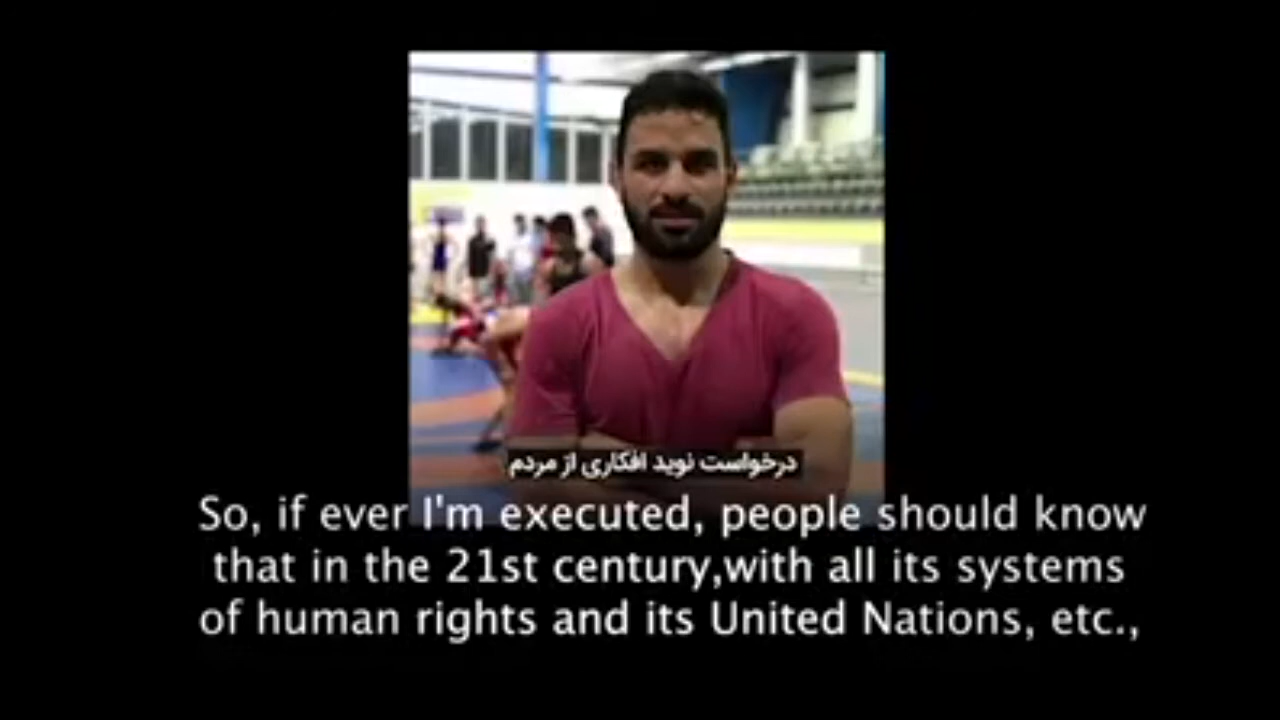 درخواست نوید افکاری از مردم
So, if ever I'm executed, people should know
that in the 21st century,with all its systems
of human rights and its United Nations, etc.,